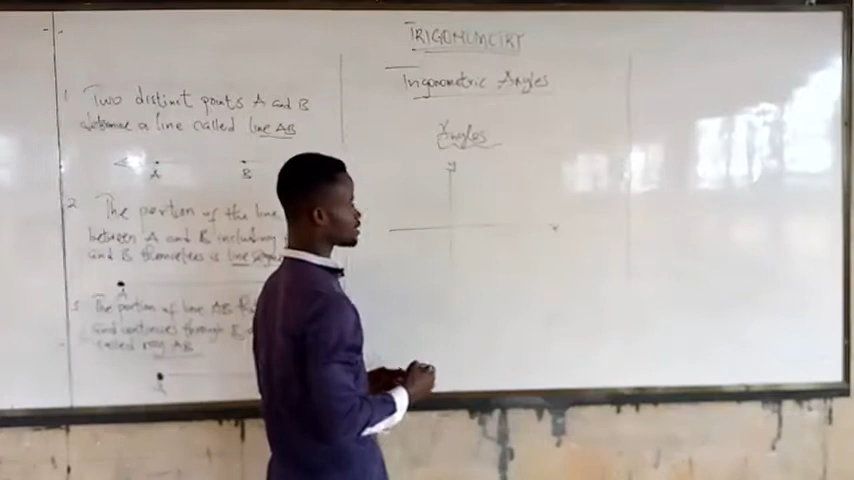 TRIGONOMETRY
Trigonometric Angles
1 Two distinct points A and B
determine a line called line AB
A B
2 The portion of the line
between A and B including
and B themselves is line
A
3 The portion of line AB
and continues through B
called ray AB
A
Angles
y
x